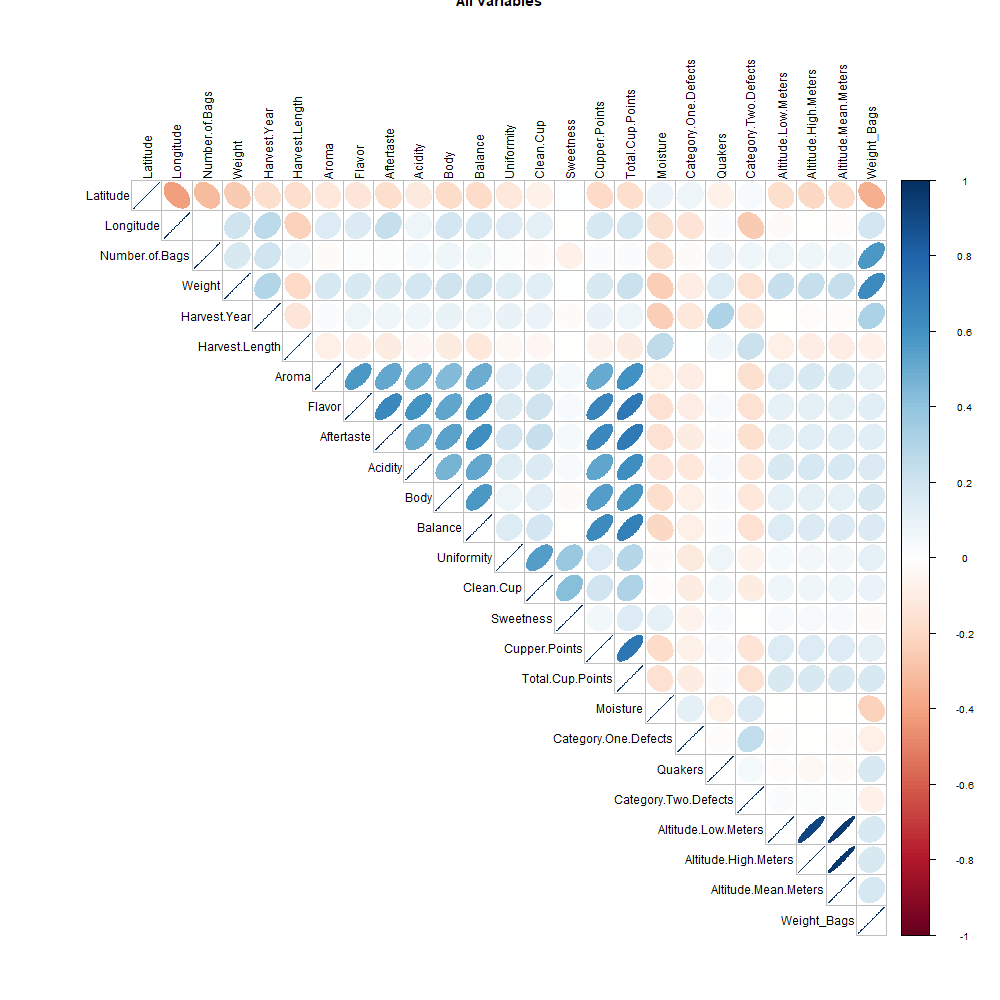 All Variables
Latitude
Longitude
Number.of.Bags
Weight
Harvest.Year
Harvest.Length
Aroma
Flavor
Aftertaste
Acidity
Body
Balance
Uniformity
Clean.Cup
Sweetness
Cupper.Points
Total.Cup.Points
Moisture
Category.One.Defects
Quakers
Category.Two.Defects
Altitude.Low.Meters
Altitude.High.Meters
Altitude.Mean.Meters
Weight_Bags
Latitude
Longitude
Number.of.Bags
Weight
Harvest.Year
Harvest.Length
Aroma
Flavor
Aftertaste
Acidity
Body
Balance
Uniformity
Clean.Cup
Sweetness
Cupper.Points
Total.Cup.Points
Moisture
Category.One.Defects
Quakers
Category.Two.Defects
Altitude.Low.Meters
Altitude.High.Meters
Altitude.Mean.Meters
Weight_Bags
1
0.8
0.6
0.4
0.2
0
-0.2
-0.4
-0.6
-0.8
-1